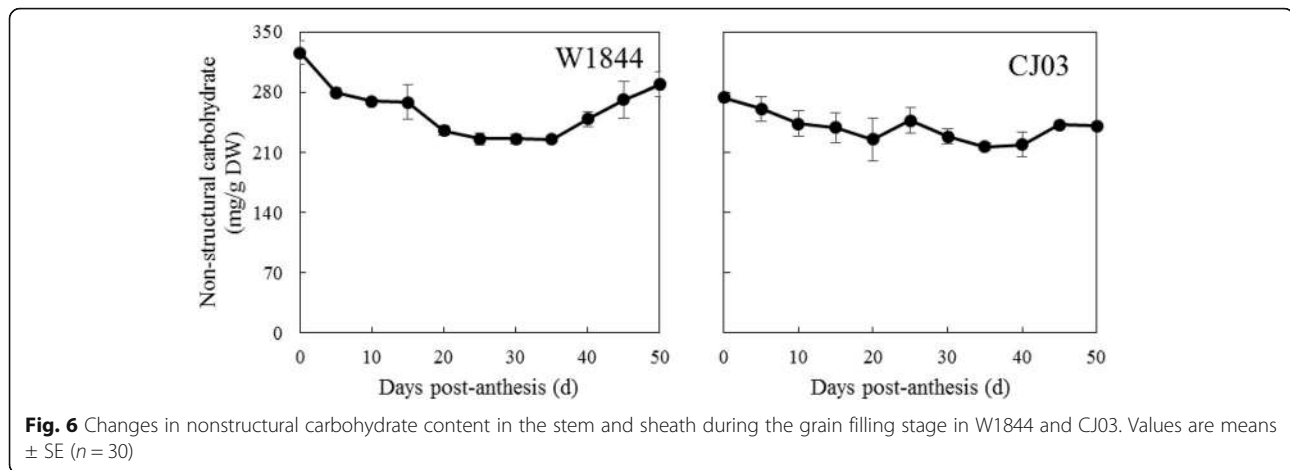 350
280
210
140
70
0
Non-structural carbohydrate
(mg/g DW)
W1844
0 10 20 30 40 50
Days post-anthesis (d)
CJ03
0 10 20 30 40 50
Days post-anthesis (d)
Fig. 6 Changes in nonstructural carbohydrate content in the stem and sheath during the grain filling stage in W1844 and CJ03. Values are means
± SE (n = 30)